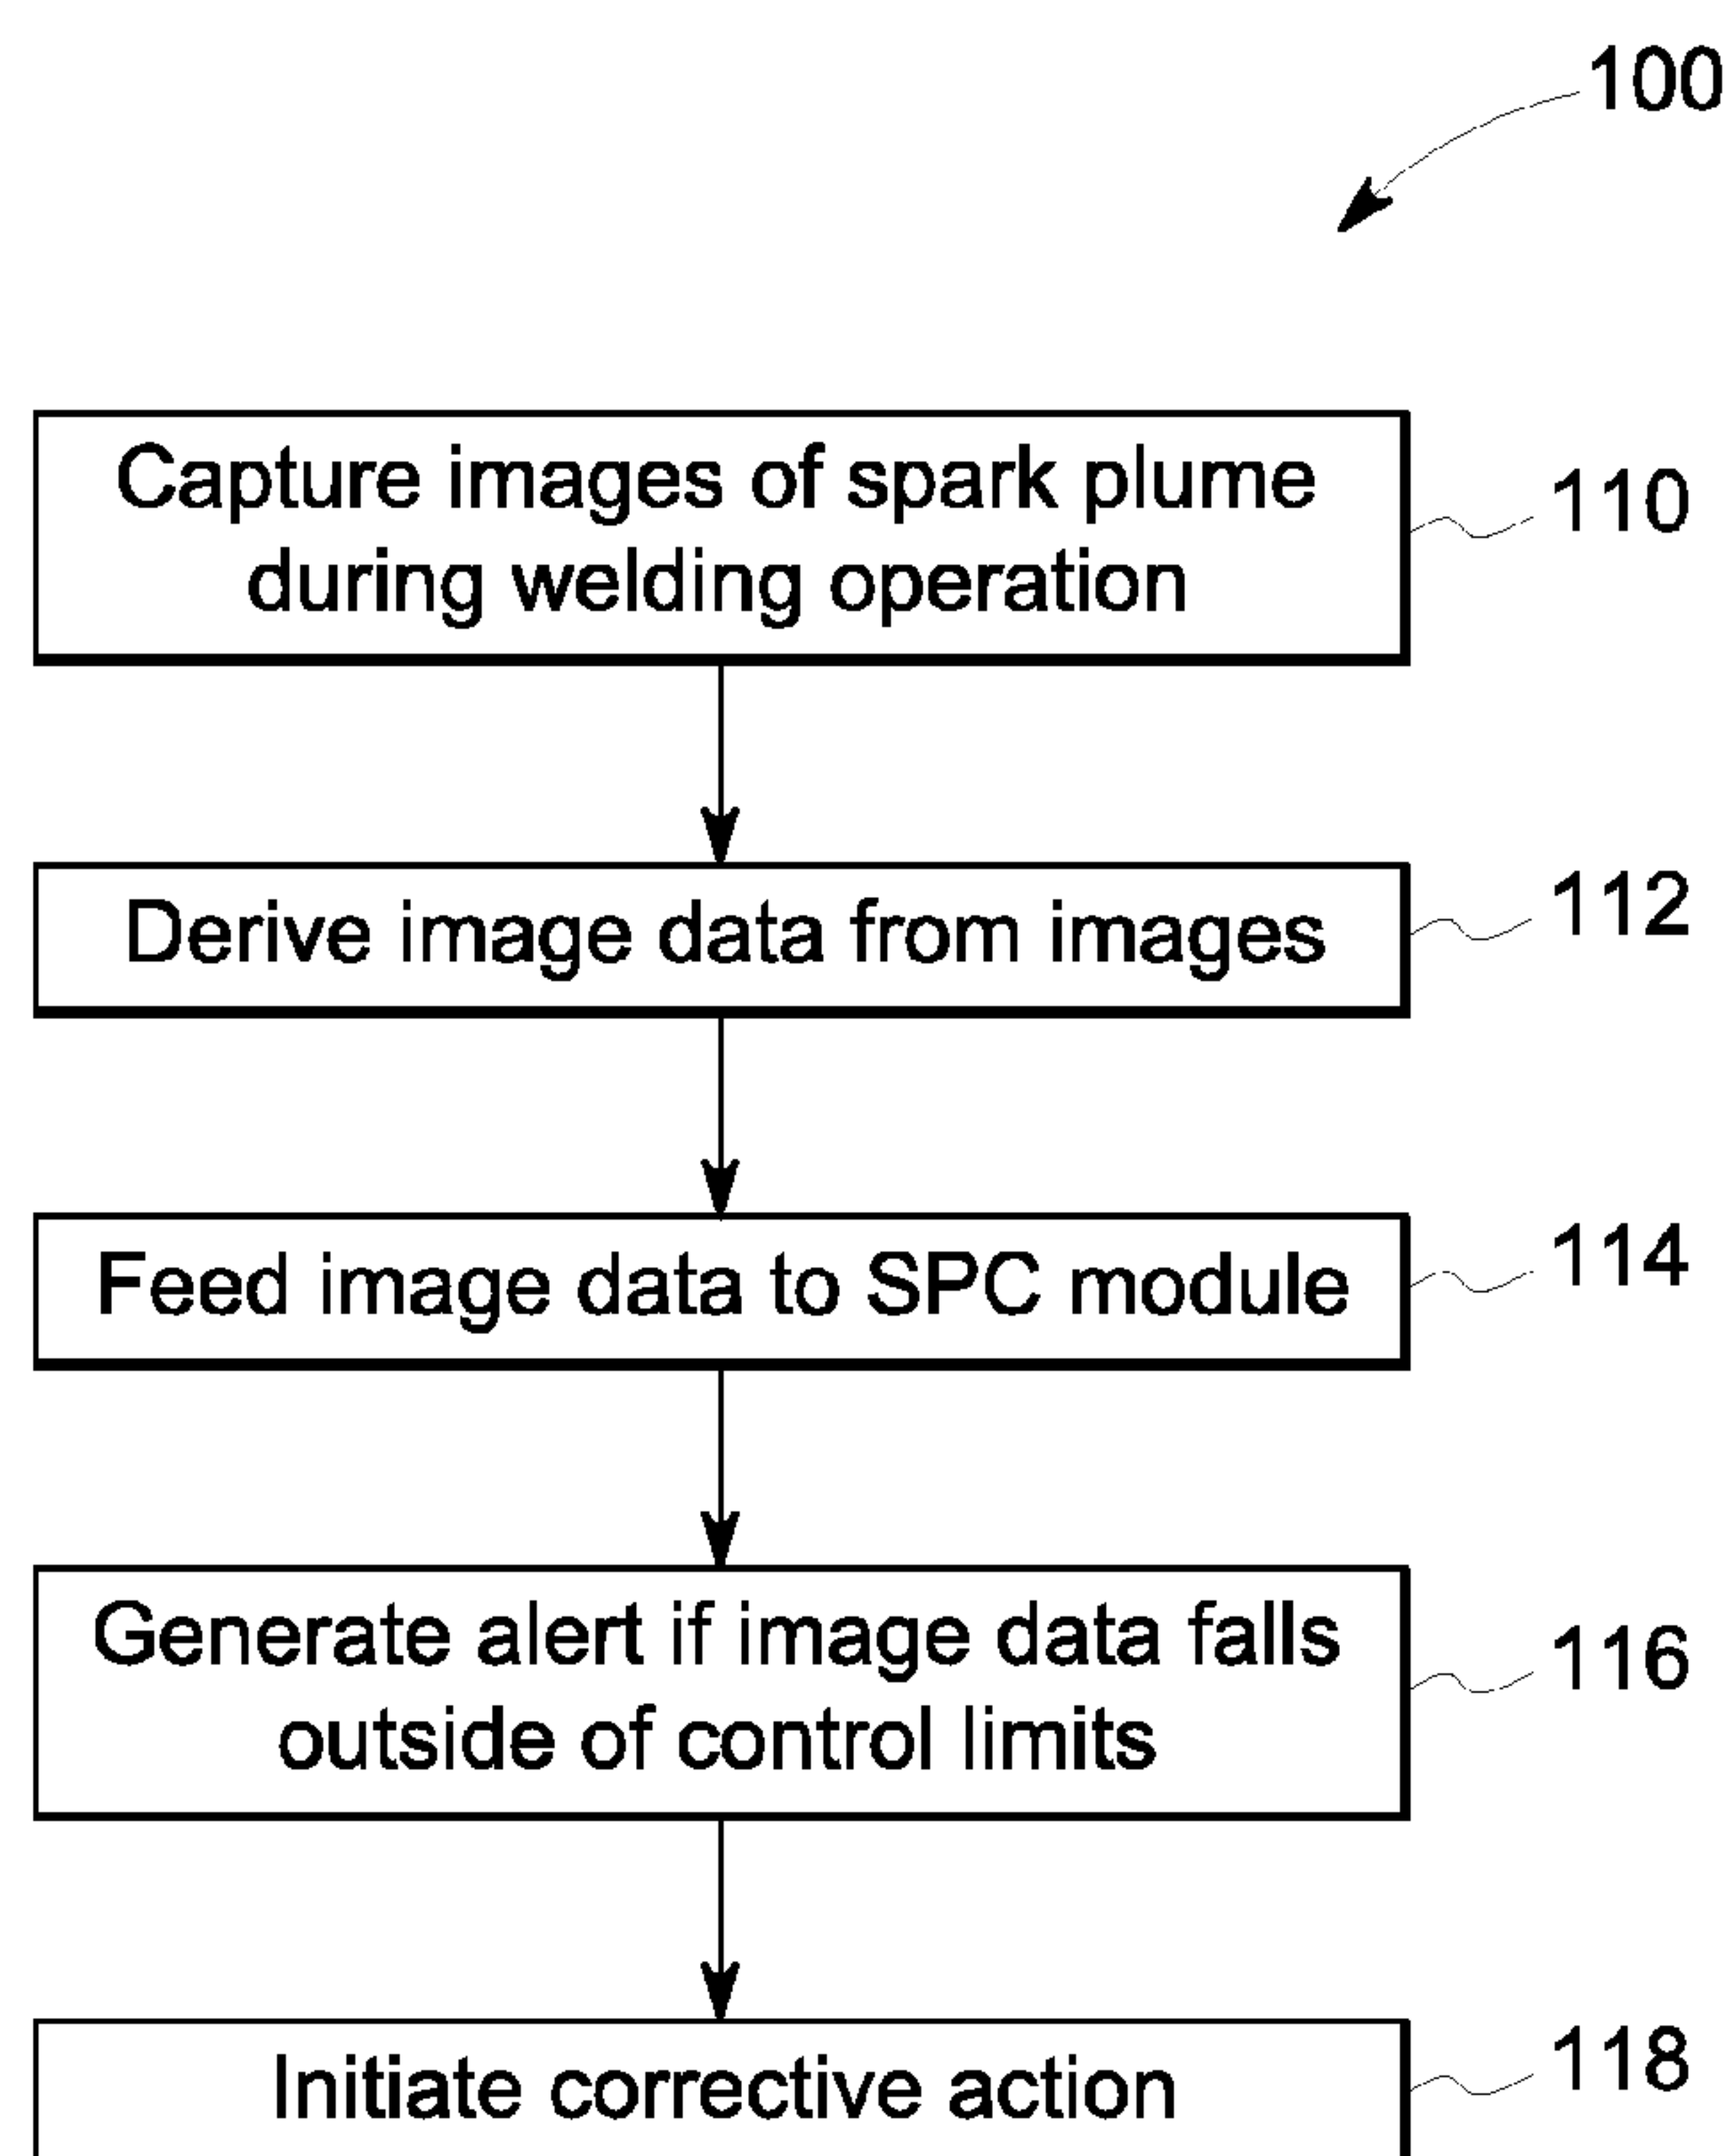 100
Capture images of spark plume
during welding operation
110
Derive image data from images
112
Feed image data to SPC module
114
Generate alert if image data falls
outside of control limits
116
Initiate corrective action
118